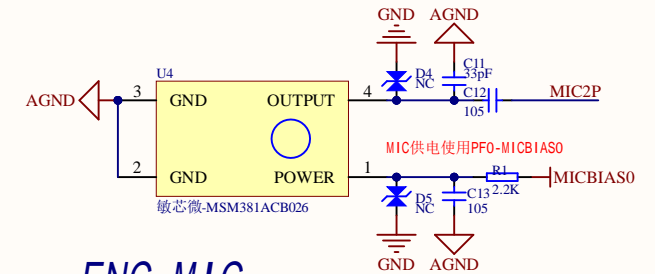 GND AGND
U4
D4
NC
C11
33pF
C12
105
AGND
3
GND
OUTPUT
4
MIC2P
MIC供电使用PF0-MICBIAS0
2
GND
POWER
1
R1
2.2K
MICBIAS0
敏芯微-MSM381ACB026
D5
NC
C13
105
GND AGND
ENC MIC